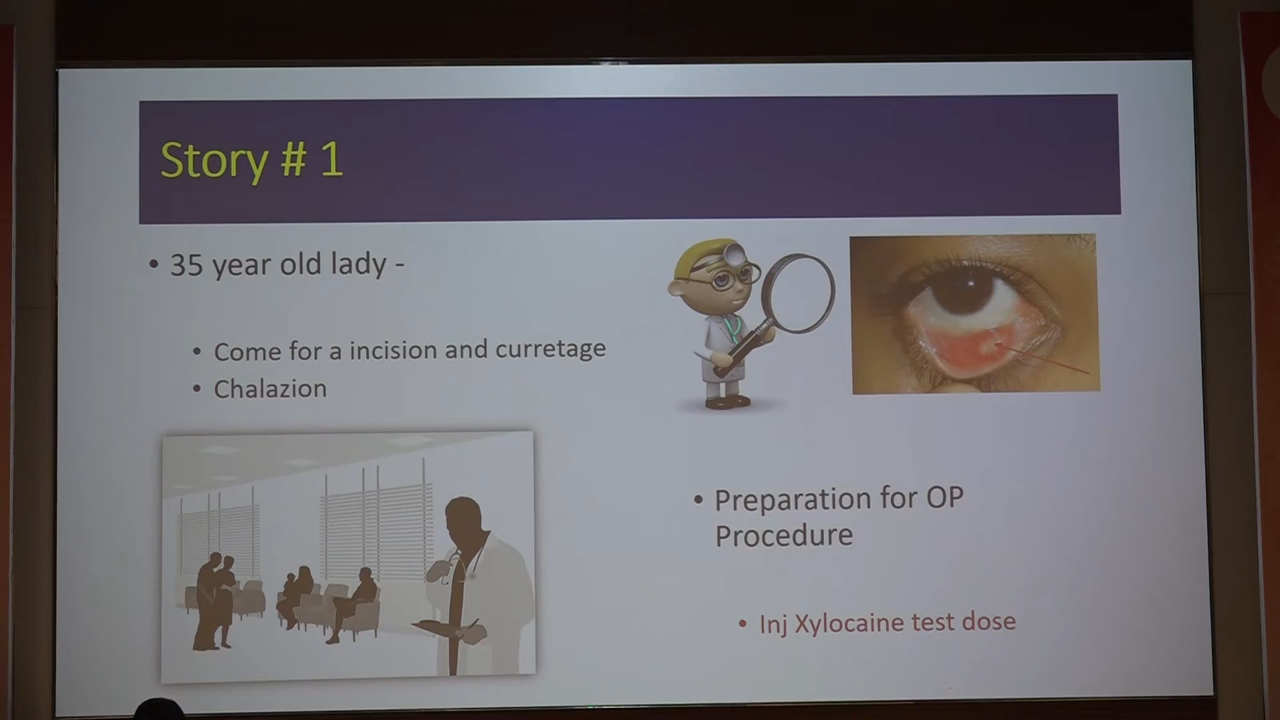 Story # 1
• 35 year old lady -
• Come for a incision and curretage
• Chalazion
• Preparation for OP
Procedure
• Inj Xylocaine test dose